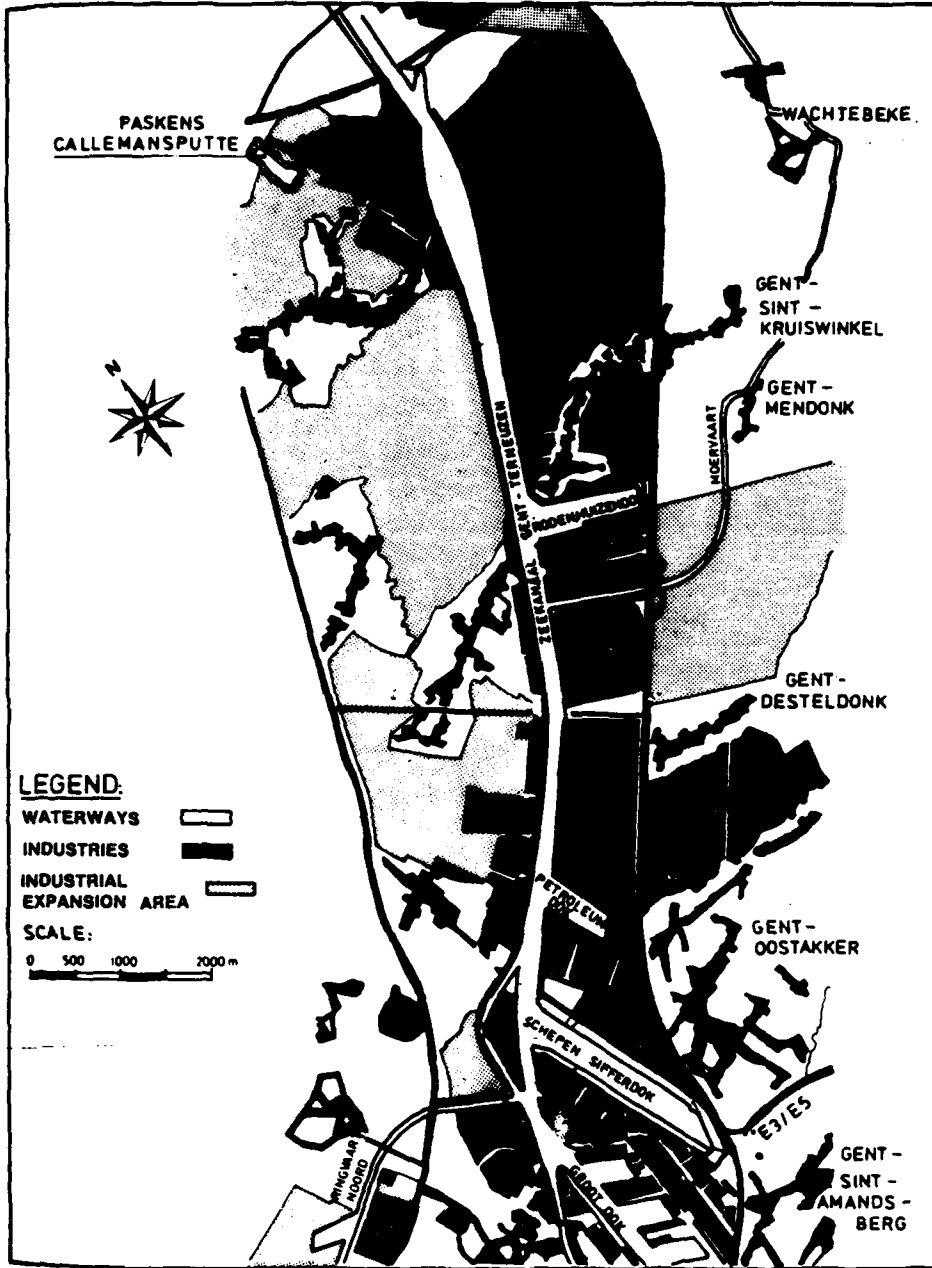 PASKENS
CALLEMANSPUTTE
WACHTEBEKE
GENT-
SINT-
KRUISWINKEL
N
GENT-
MENDONK
MOERVAART
ZEEKANAAL GENT-TERNEUZEN
RODENHUIZEDOK
GENT-
DESTELDONK
LEGEND:
WATERWAYS
INDUSTRIES
INDUSTRIAL
EXPANSION AREA
SCALE:
0 500 1000 2000 m
PETROLEUM
DOK
GENT-
OOSTAKKER
SCHEPEN SIFFERDOK
E3/E5
RINGVAART
NOORD
GROOT DOK
GENT-
SINT-
AMANDS-
BERG